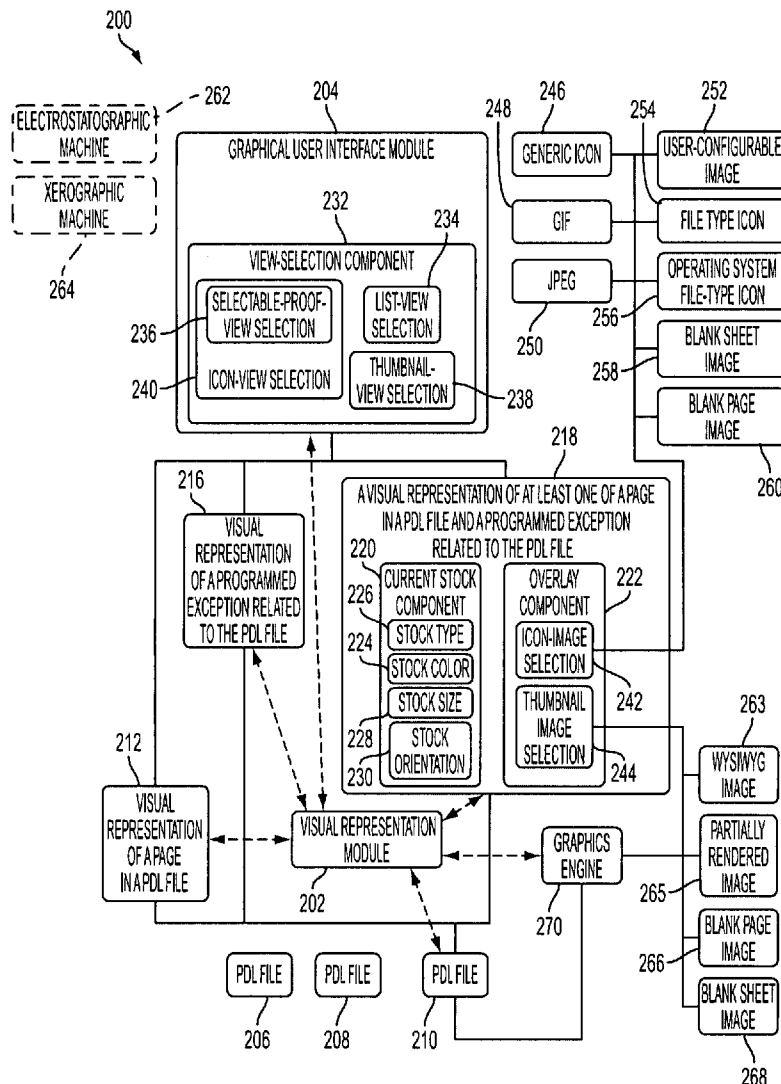 200
262
ELECTROSTATOGRAPHIC
MACHINE
XEROGRAPHIC
MACHINE
264
204
GRAPHICAL USER INTERFACE MODULE
232
234
VIEW-SELECTION COMPONENT
SELECTABLE-PROOF-
VIEW SELECTION
236
LIST-VIEW
SELECTION
240
ICON-VIEW SELECTION
THUMBNAIL-
VIEW SELECTION
238
246
248
254
252
GENERIC ICON
USER-CONFIGURABLE
IMAGE
GIF
FILE TYPE ICON
JPEG
250
OPERATING SYSTEM
FILE-TYPE ICON
256
BLANK SHEET
IMAGE
258
BLANK PAGE
IMAGE
260
216
VISUAL
REPRESENTATION
OF A PROGRAMMED
EXCEPTION RELATED
TO THE PDL FILE
218
A VISUAL REPRESENTATION OF AT LEAST ONE OF A PAGE
IN A PDL FILE AND A PROGRAMMED EXCEPTION
RELATED TO THE PDL FILE
220
CURRENT STOCK
COMPONENT
226
STOCK TYPE
224
STOCK COLOR
STOCK SIZE
228
230
STOCK
ORIENTATION
OVERLAY
COMPONENT
222
ICON-IMAGE
SELECTION
242
THUMBNAIL
IMAGE
SELECTION
244
212
VISUAL
REPRESENTATION
OF A PAGE
IN A PDL FILE
VISUAL REPRESENTATION
MODULE
202
GRAPHICS
ENGINE
270
263
WYSIWYG
IMAGE
PARTIALLY
RENDERED
IMAGE
265
BLANK PAGE
IMAGE
266
BLANK SHEET
IMAGE
268
PDL FILE
206
PDL FILE
208
PDL FILE
210